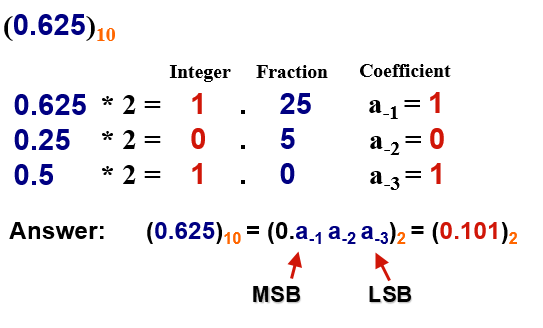 (0.625)₁₀
Integer Fraction Coefficient
0.625 * 2 = 1 . 25 a₋₁ = 1
0.25 * 2 = 0 . 5 a₋₂ = 0
0.5 * 2 = 1 . 0 a₋₃ = 1
Answer: (0.625)₁₀ = (0.a₋₁ a₋₂ a₋₃)₂ = (0.101)₂
MSB LSB